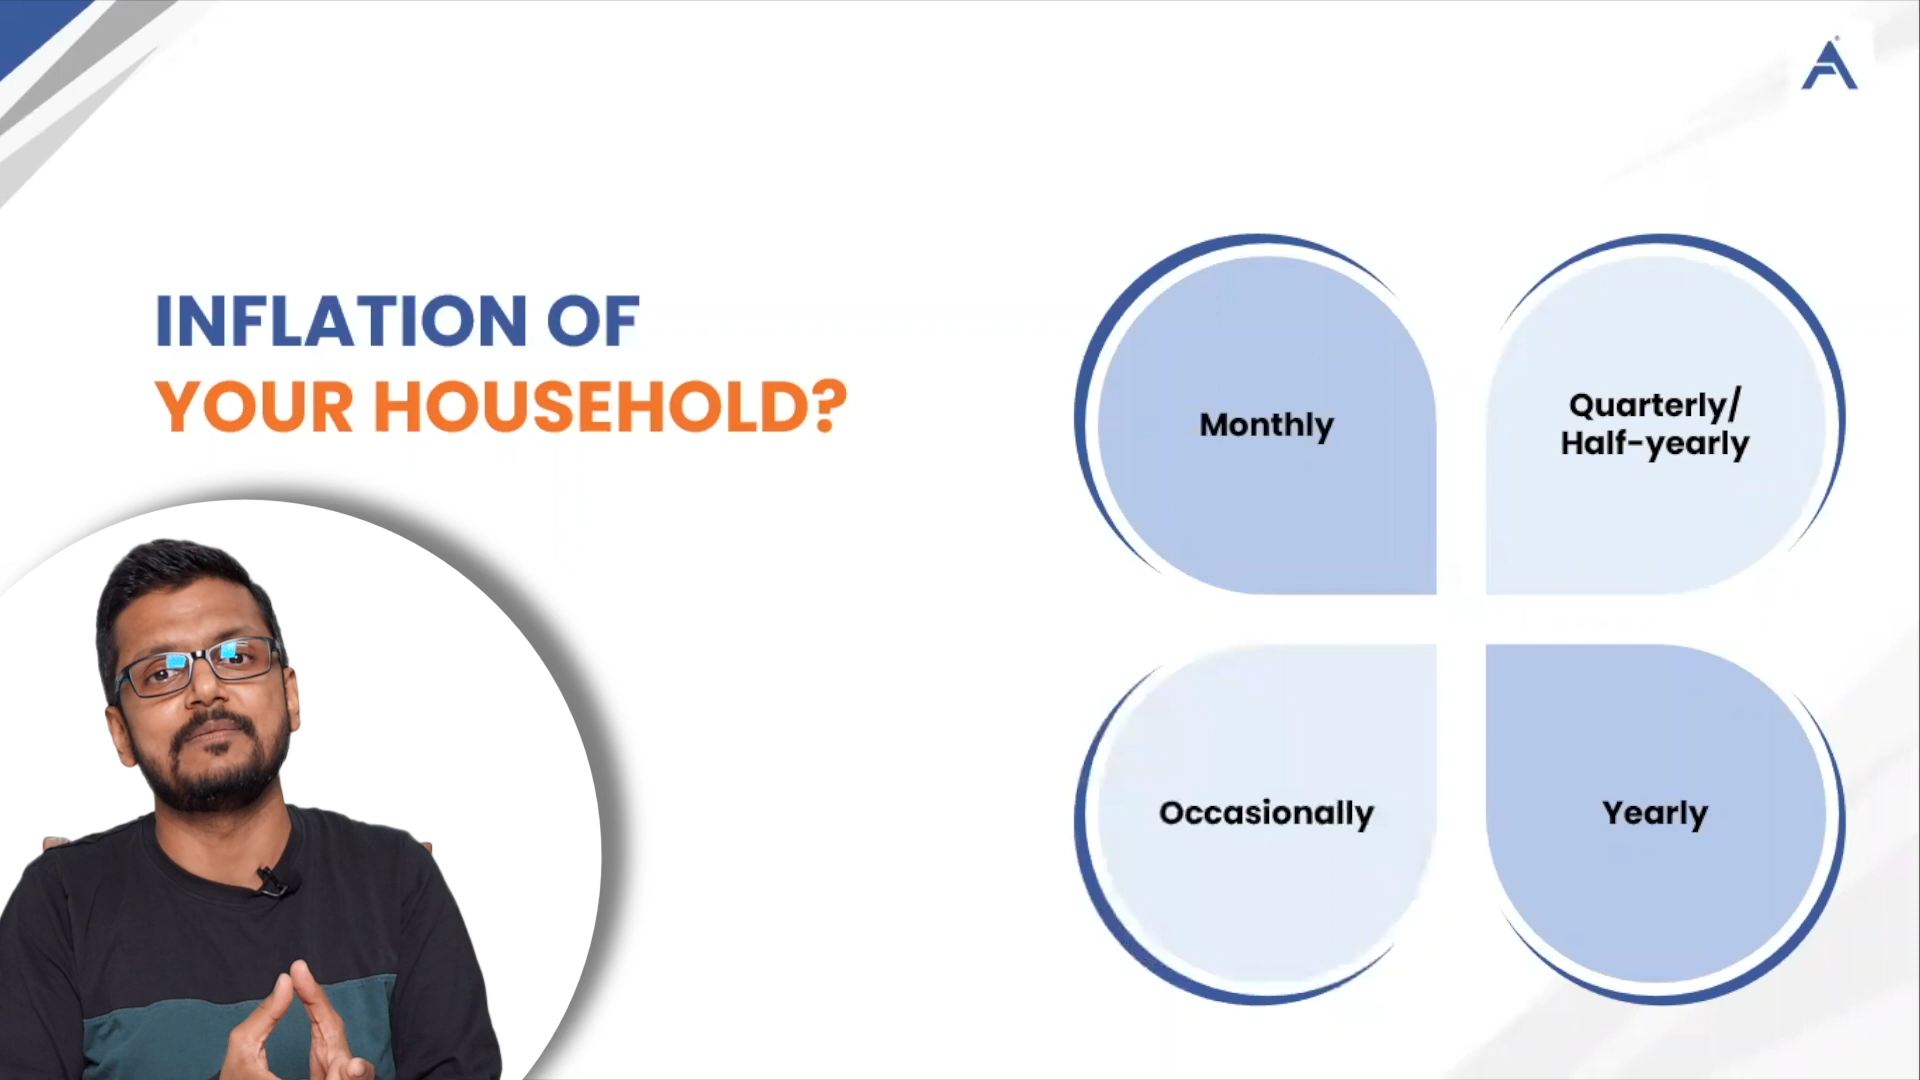 INFLATION OF
YOUR HOUSEHOLD?
Monthly
Quarterly/
Half-yearly
Occasionally
Yearly